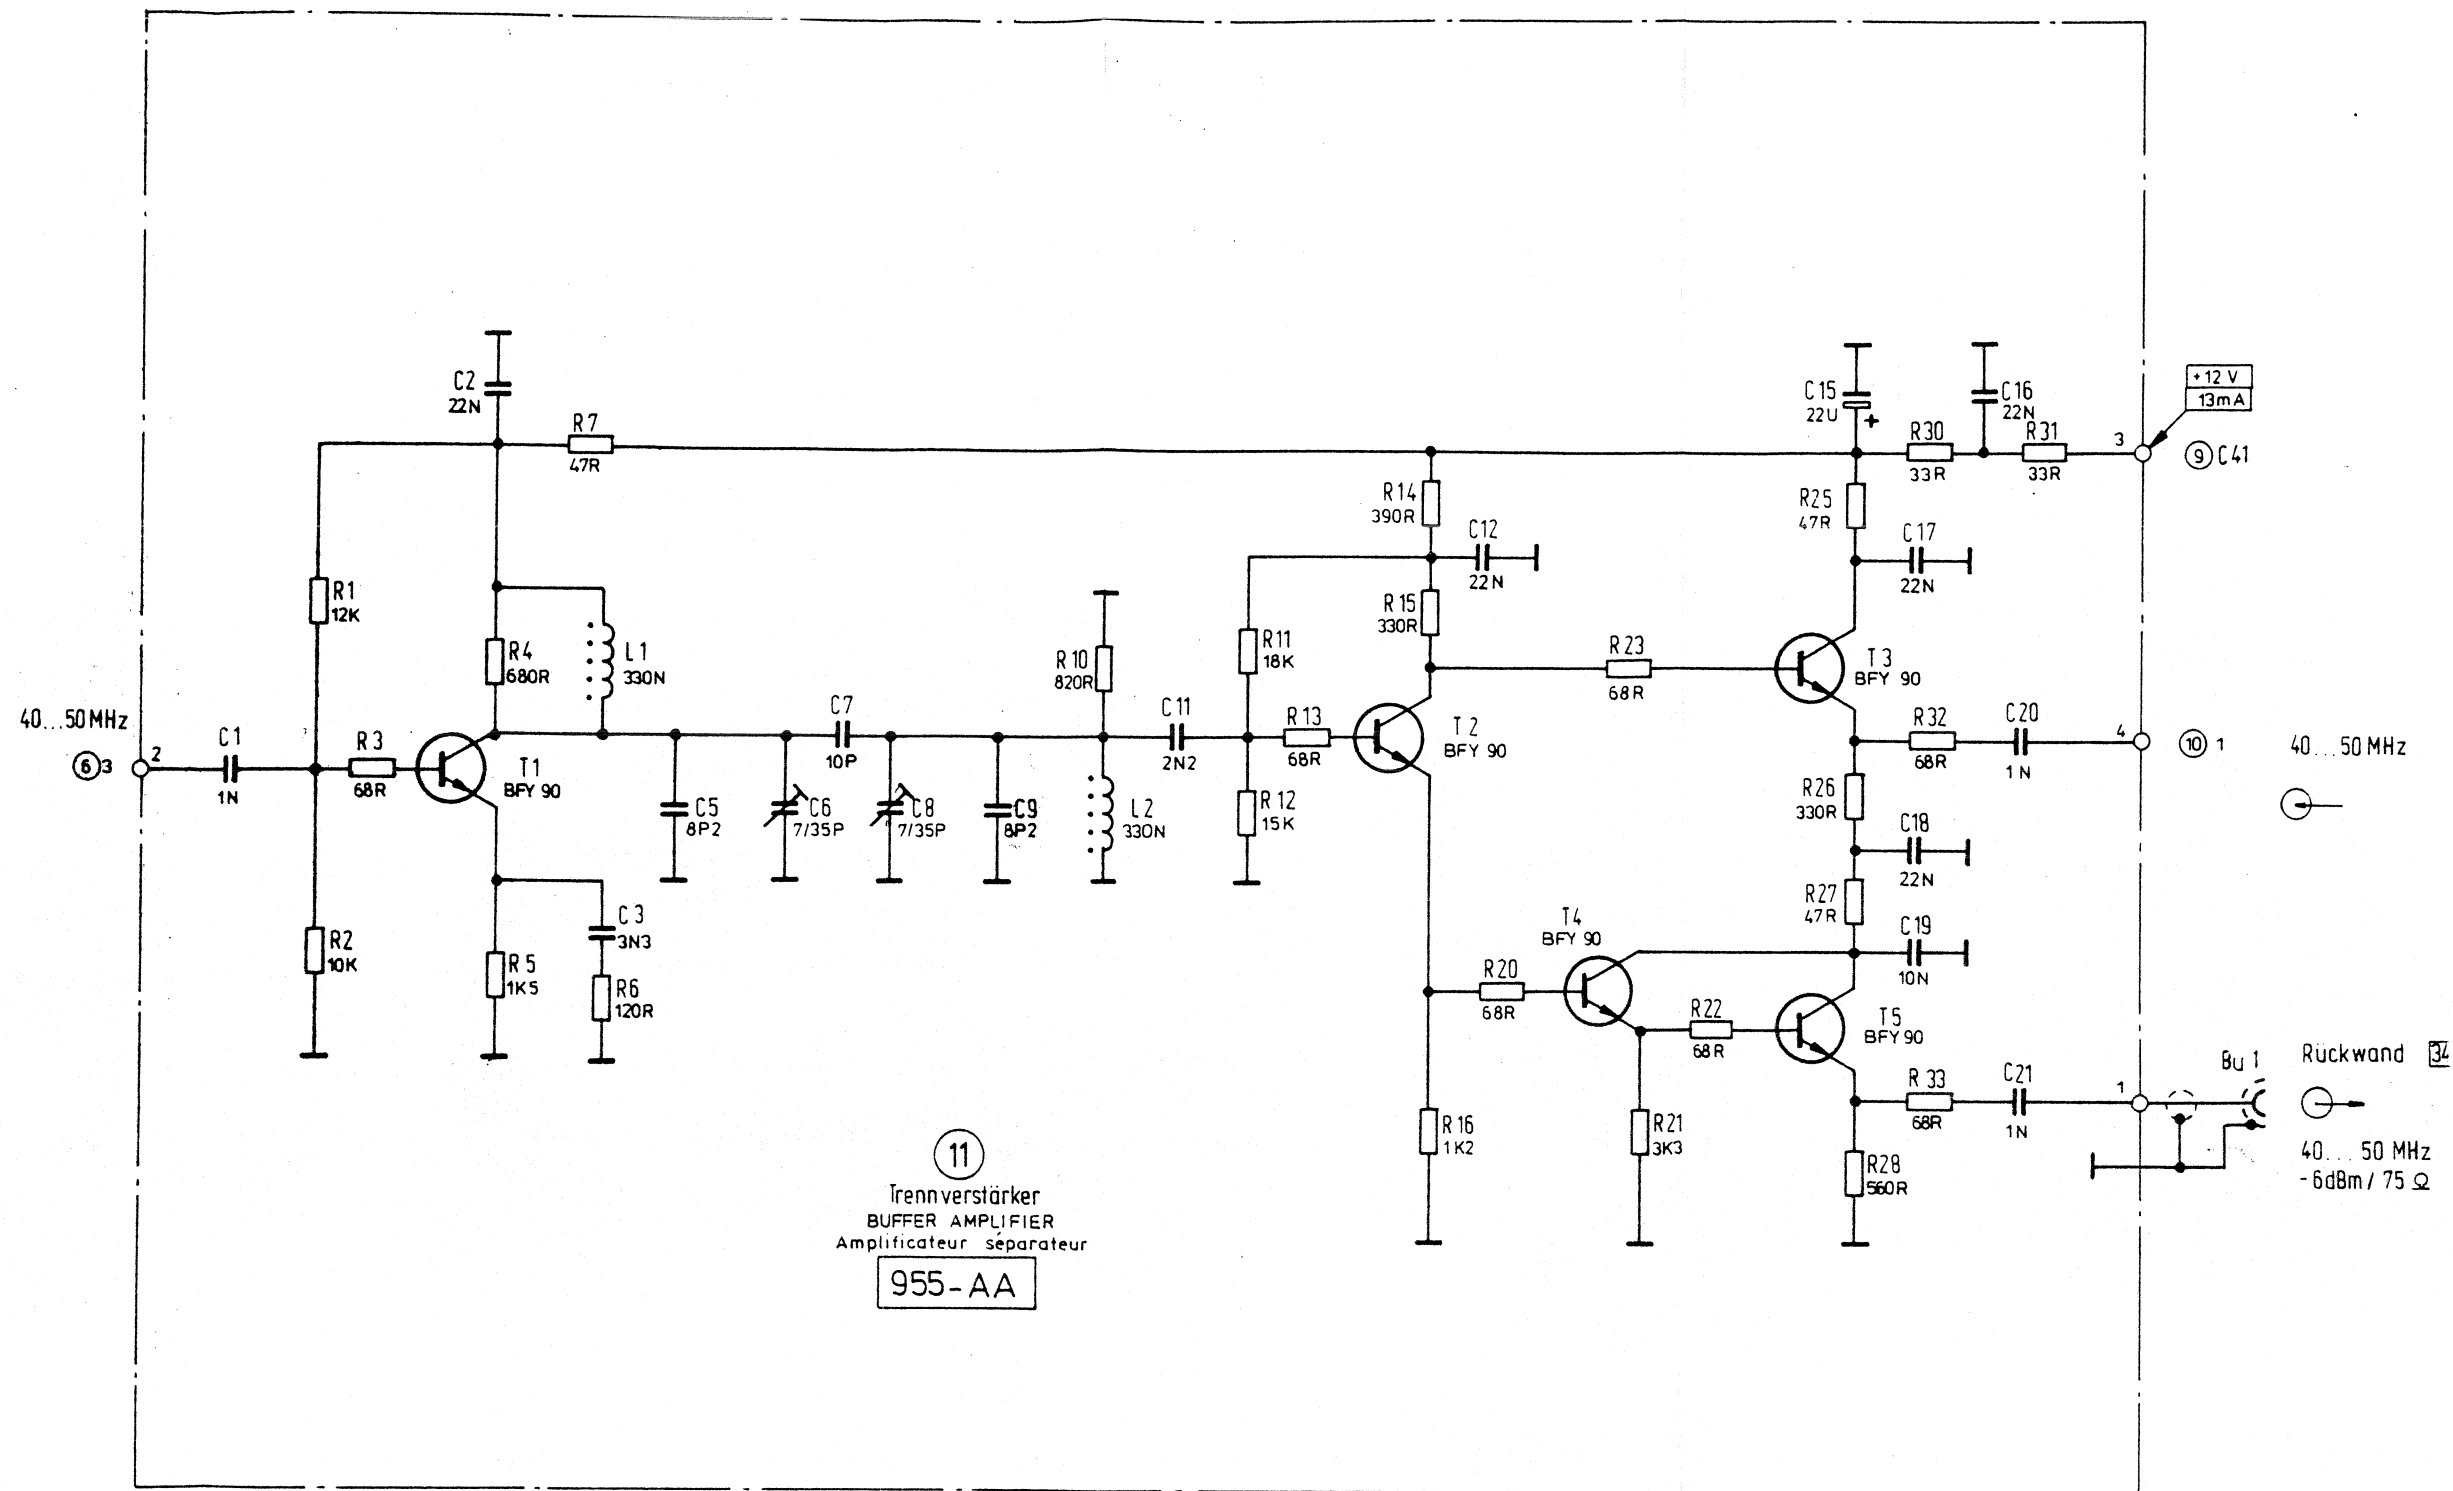 C2
22N
R7
47R
C15
22U
+
C16
22N
R30
33R
R31
33R
3
+12 V
13mA
9 C41
R14
390R
R25
47R
C12
22N
C17
22N
R1
12K
R4
680R
L1
330N
R10
820R
R11
18K
R15
330R
R23
68R
T3
BFY 90
40...50MHz
6 3
2
C1
1N
R3
68R
T1
BFY 90
C7
10P
C11
2N2
R13
68R
T2
BFY 90
R32
68R
C20
1N
4
10 1
40...50 MHz
C5
8P2
C6
7/35P
C8
7/35P
C9
8P2
L2
330N
R12
15K
R26
330R
C18
22N
R27
47R
R2
10K
R5
1K5
C3
3N3
R6
120R
T4
BFY 90
C19
10N
R20
68R
R22
68R
T5
BFY 90
R16
1K2
R21
3K3
R33
68R
C21
1N
1
R28
560R
Bu 1
Rückwand 34
40... 50 MHz
-6dBm / 75 Ω
11
Trennverstärker
BUFFER AMPLIFIER
Amplificateur séparateur
955-AA